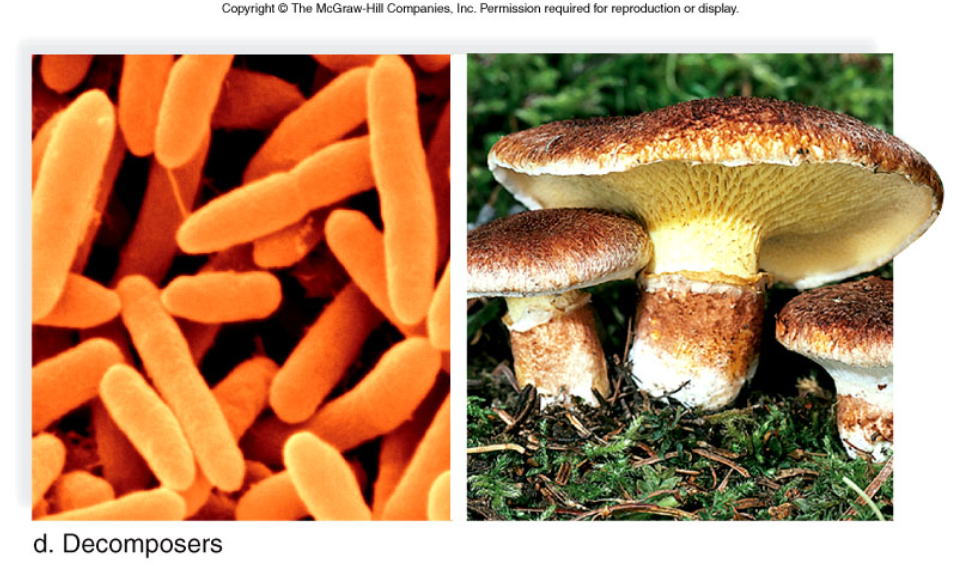 Copyright © The McGraw-Hill Companies, Inc. Permission required for reproduction or display.
d. Decomposers